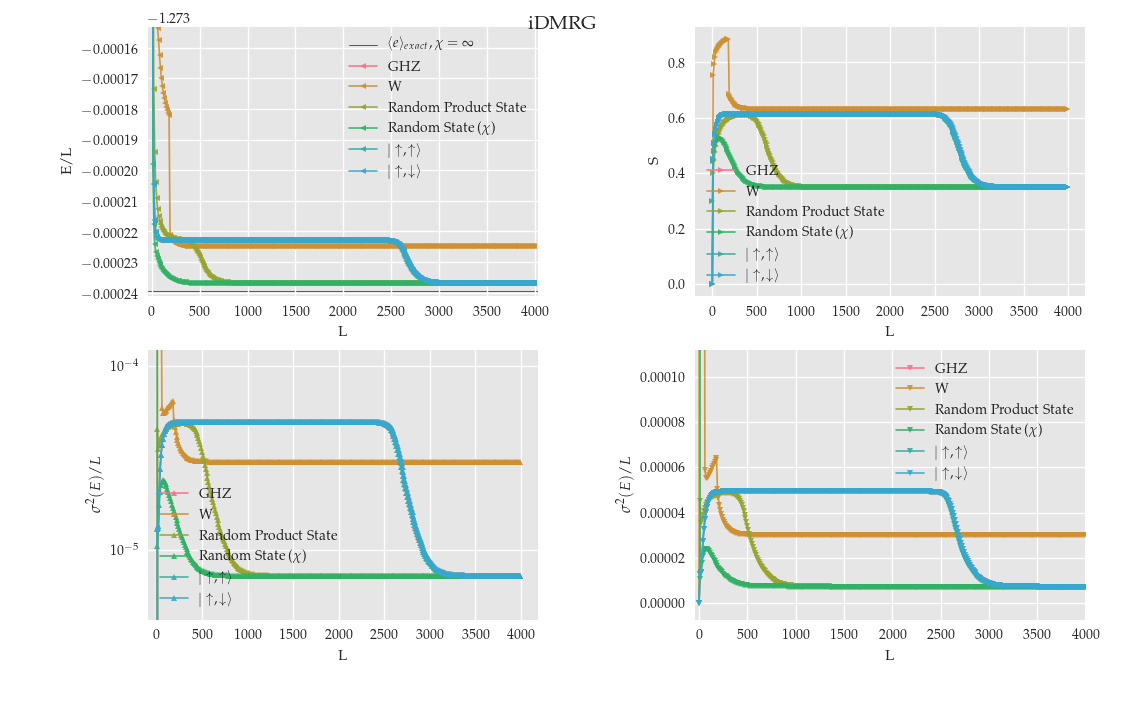 iDMRG
−1.273
−0.00016
−0.00017
−0.00018
−0.00019
−0.00020
−0.00021
−0.00022
−0.00023
−0.00024
E/L
0 500 1000 1500 2000 2500 3000 3500 4000
L
⟨e⟩exact, χ = ∞
GHZ
W
Random Product State
Random State (χ)
| ↑, ↑⟩
| ↑, ↓⟩
0.8
0.6
0.4
0.2
0.0
S
0 500 1000 1500 2000 2500 3000 3500 4000
L
GHZ
W
Random Product State
Random State (χ)
| ↑, ↑⟩
| ↑, ↓⟩
10⁻⁴
10⁻⁵
σ²(E)/L
0 500 1000 1500 2000 2500 3000 3500 4000
L
GHZ
W
Random Product State
Random State (χ)
| ↑, ↑⟩
| ↑, ↓⟩
0.00010
0.00008
0.00006
0.00004
0.00002
0.00000
σ²(E)/L
0 500 1000 1500 2000 2500 3000 3500 4000
L
GHZ
W
Random Product State
Random State (χ)
| ↑, ↑⟩
| ↑, ↓⟩